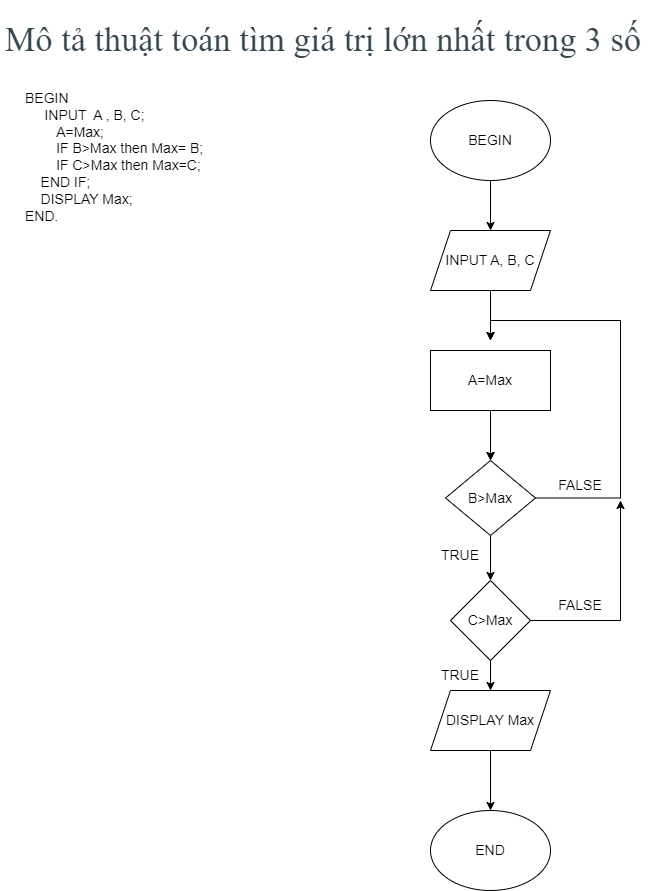 Mô tả thuật toán tìm giá trị lớn nhất trong 3 số
BEGIN
INPUT A , B, C;
A=Max;
IF B>Max then Max= B;
IF C>Max then Max=C;
END IF;
DISPLAY Max;
END.
BEGIN
INPUT A, B, C
A=Max
B>Max
FALSE
TRUE
C>Max
FALSE
TRUE
DISPLAY Max
END